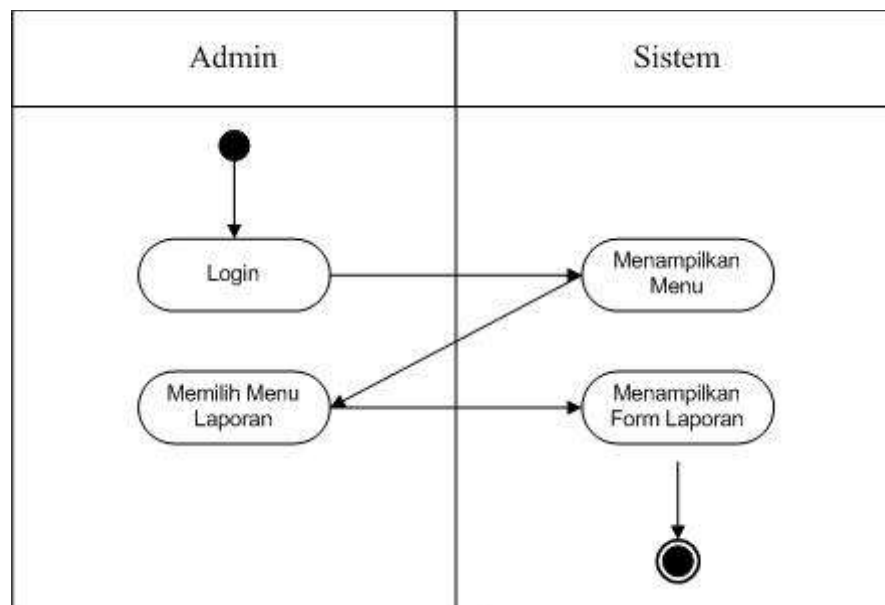 Admin
Sistem
Login
Menampilkan
Menu
Memilih Menu
Laporan
Menampilkan
Form Laporan